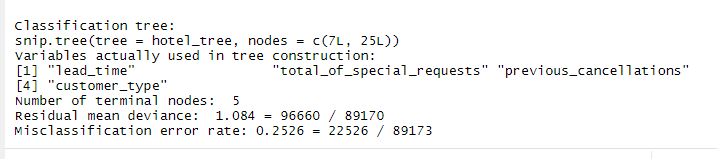 Classification tree:
snip.tree(tree = hotel_tree, nodes = c(7L, 25L))
Variables actually used in tree construction:
[1] "lead_time"              "total_of_special_requests" "previous_cancellations"
[4] "customer_type"
Number of terminal nodes:  5
Residual mean deviance:  1.084 = 96660 / 89170
Misclassification error rate: 0.2526 = 22526 / 89173